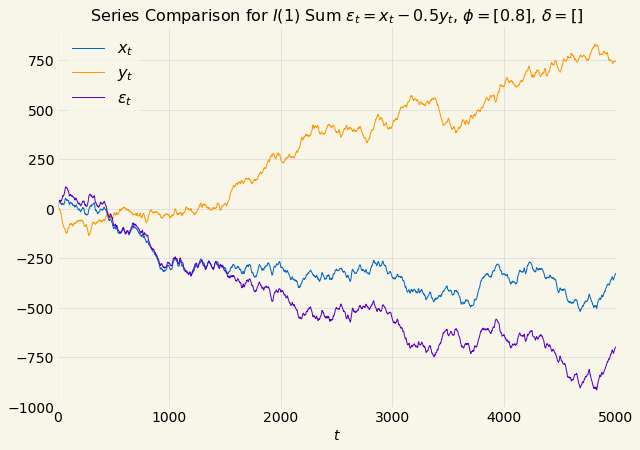 Series Comparison for I(1) Sum εₜ = xₜ − 0.5yₜ, ϕ = [0.8], δ = []
xₜ
yₜ
εₜ
750
500
250
0
−250
−500
−750
−1000
0 1000 2000 3000 4000 5000
t